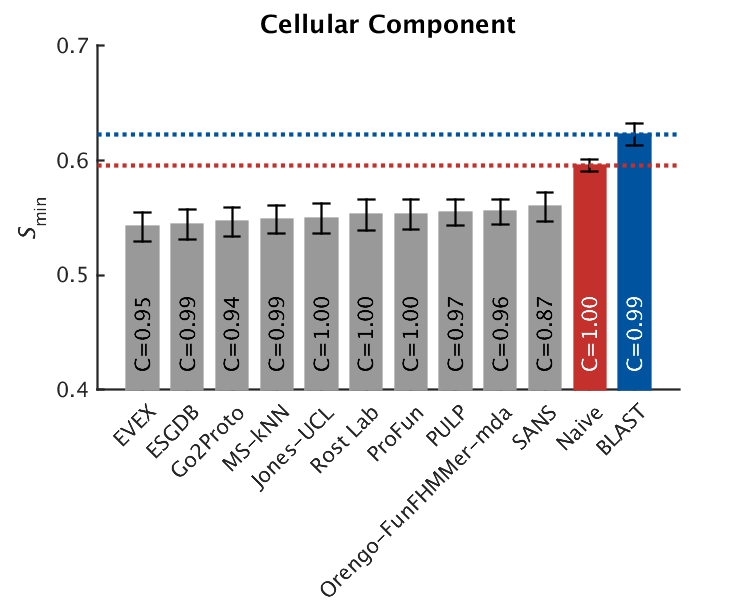 Cellular Component
0.7
0.6
0.5
0.4
Smin
C=0.95
C=0.99
C=0.94
C=0.99
C=1.00
C=1.00
C=1.00
C=0.97
C=0.96
C=0.87
C=1.00
C=0.99
EVEX
ESGDB
Go2Proto
MS-kNN
Jones-UCL
Rost Lab
ProFun
PULP
Orengo-FunFHMMer-mda
SANS
Naive
BLAST